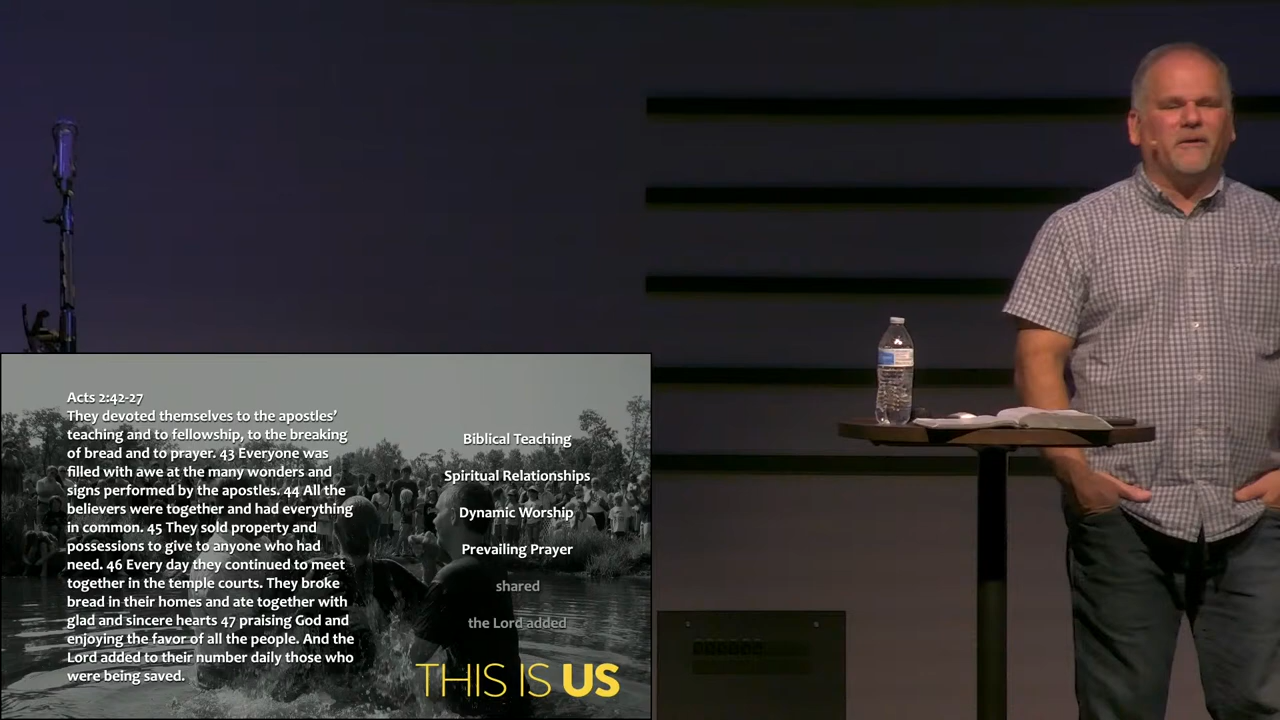 Acts 2:42-27
They devoted themselves to the apostles'
teaching and to fellowship, to the breaking
of bread and to prayer. 43 Everyone was
filled with awe at the many wonders and
signs performed by the apostles. 44 All the
believers were together and had everything
in common. 45 They sold property and
possessions to give to anyone who had
need. 46 Every day they continued to meet
together in the temple courts. They broke
bread in their homes and ate together with
glad and sincere hearts 47 praising God and
enjoying the favor of all the people. And the
Lord added to their number daily those who
were being saved.
Biblical Teaching
Spiritual Relationships
Dynamic Worship
Prevailing Prayer
shared
the Lord added
THIS IS US